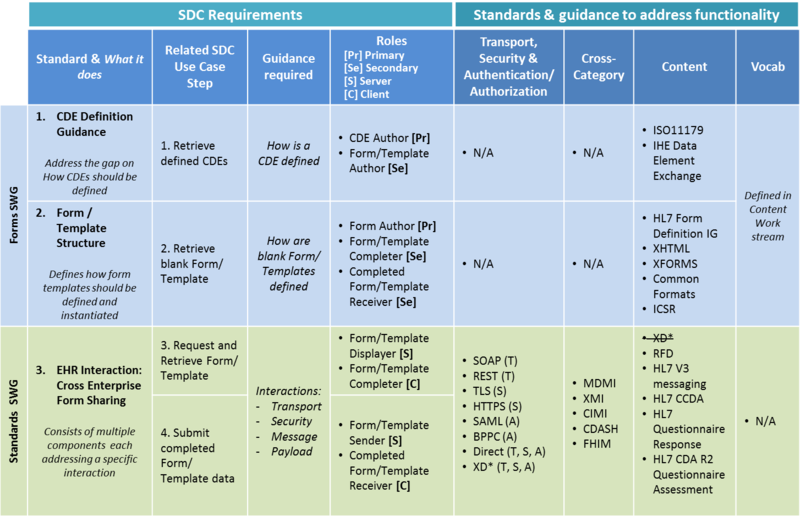 SDC Requirements
Standards & guidance to address functionality
Standard & What it
does
Related SDC
Use Case
Step
Guidance
required
Roles
[Pr] Primary
[Se] Secondary
[S] Server
[C] Client
Transport,
Security &
Authentication/
Authorization
Cross-
Category
Content
Vocab
Forms SWG
1. CDE Definition
Guidance
Address the gap on
How CDEs should be
defined
1. Retrieve
defined CDEs
How is a
CDE defined
• CDE Author [Pr]
• Form/Template
Author [Se]
• N/A
• N/A
• ISO11179
• IHE Data
Element
Exchange
Defined in
Content
Work
stream
2. Form /
Template
Structure
Defines how form
templates should be
defined and
instantiated
2. Retrieve
blank Form/
Template
How are
blank Form/
Templates
defined
• Form Author [Pr]
• Form/Template
Completer [Se]
• Completed
Form/Template
Receiver [Se]
• N/A
• N/A
• HL7 Form
Definition IG
• XHTML
• XFORMS
• Common
Formats
• ICSR
Standards SWG
3. EHR Interaction:
Cross Enterprise
Form Sharing
Consists of multiple
components each
addressing a specific
interaction
3. Request and
Retrieve Form/
Template
4. Submit
completed
Form/
Template data
Interactions:
- Transport
- Security
- Message
- Payload
• Form/Template
Displayer [S]
• Form/Template
Completer [C]
• Form/Template
Sender [S]
• Completed
Form/Template
Receiver [C]
• SOAP (T)
• REST (T)
• TLS (S)
• HTTPS (S)
• SAML (A)
• BPPC (A)
• Direct (T, S, A)
• XD* (T, S, A)
• MDMI
• XMI
• CIMI
• CDASH
• FHIM
• XD*
• RFD
• HL7 V3
messaging
• HL7 CCDA
• HL7
Questionnaire
Response
• HL7 CDA R2
Questionnaire
Assessment
• N/A